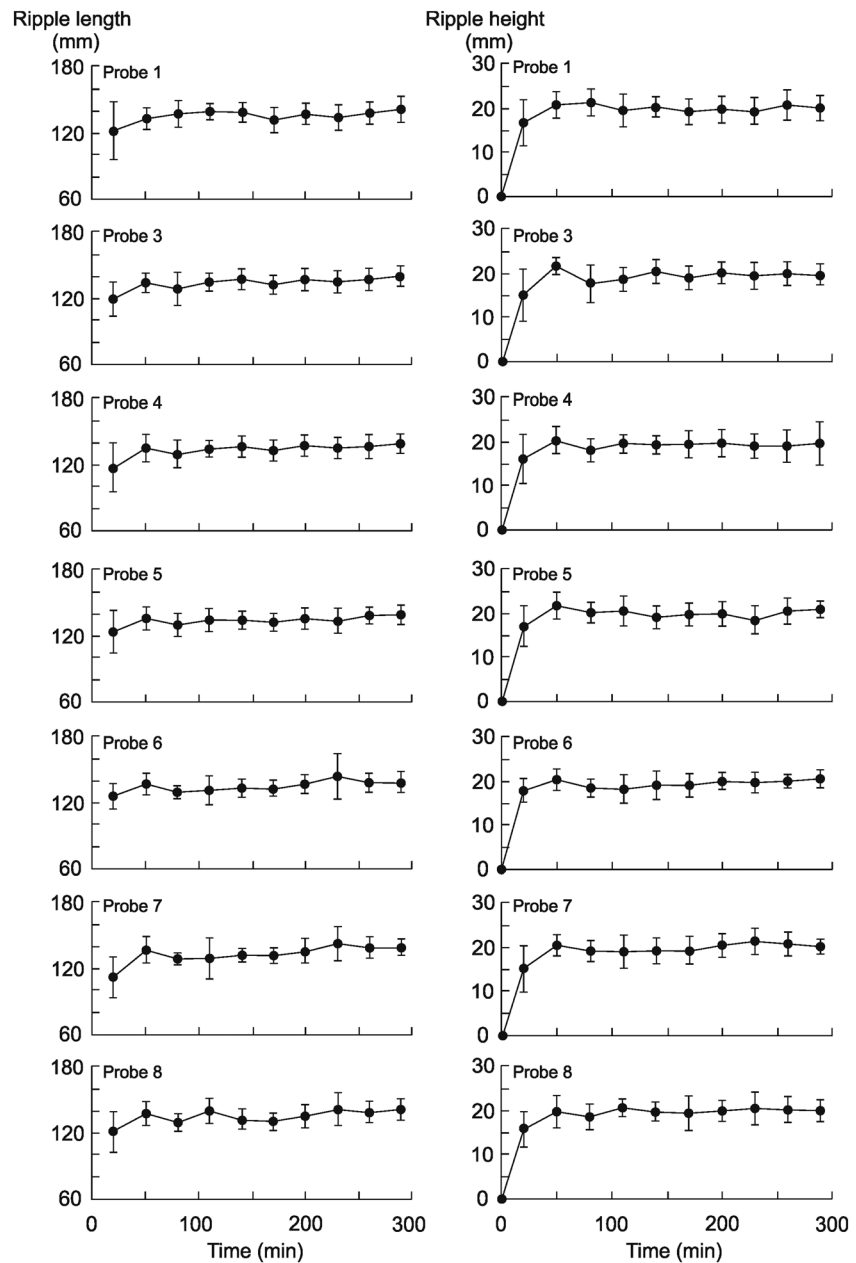 Ripple length
(mm)
Ripple height
(mm)
180
120
60
Probe 1
30
20
10
0
Probe 1
180
120
60
Probe 3
30
20
10
0
Probe 3
180
120
60
Probe 4
30
20
10
0
Probe 4
180
120
60
Probe 5
30
20
10
0
Probe 5
180
120
60
Probe 6
30
20
10
0
Probe 6
180
120
60
Probe 7
30
20
10
0
Probe 7
180
120
60
Probe 8
30
20
10
0
Probe 8
0 100 200 300
Time (min)
0 100 200 300
Time (min)